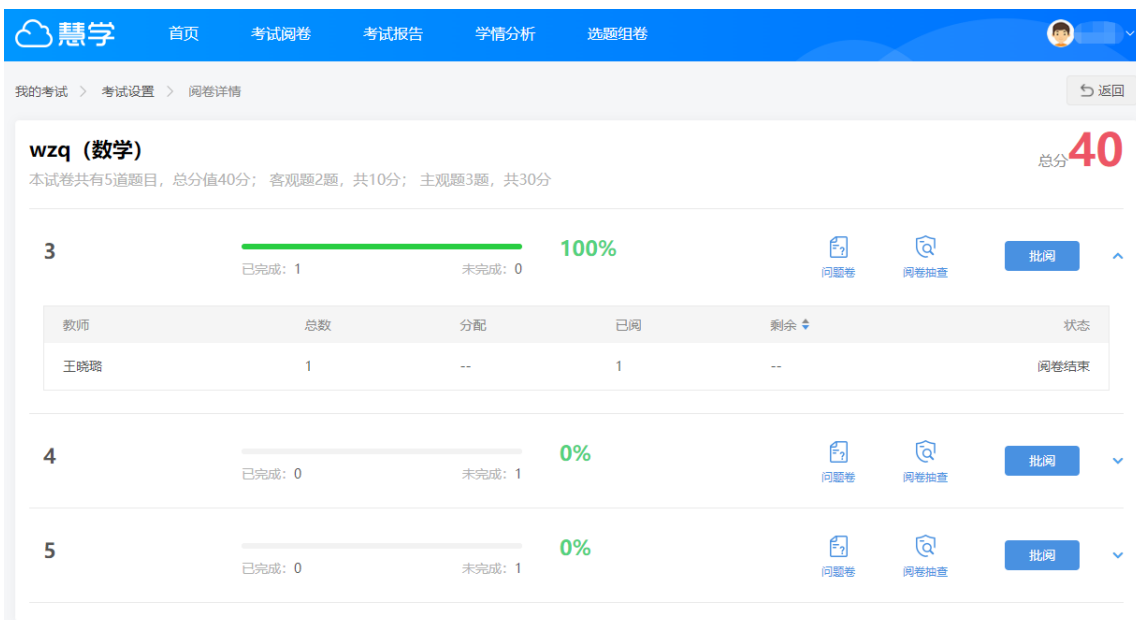 慧学 首页 考试阅卷 考试报告 学情分析 选题组卷
我的考试 > 考试设置 > 阅卷详情 返回
wzq（数学） 总分40
本试卷共有5道题目，总分值40分； 客观题2题，共10分； 主观题3题，共30分
3 100% 批阅
已完成：1 未完成：0 问题卷 阅卷抽查
教师 总数 分配 已阅 剩余 状态
王晓璐 1 -- 1 -- 阅卷结束
4 0% 批阅
已完成：0 未完成：1 问题卷 阅卷抽查
5 0% 批阅
已完成：0 未完成：1 问题卷 阅卷抽查